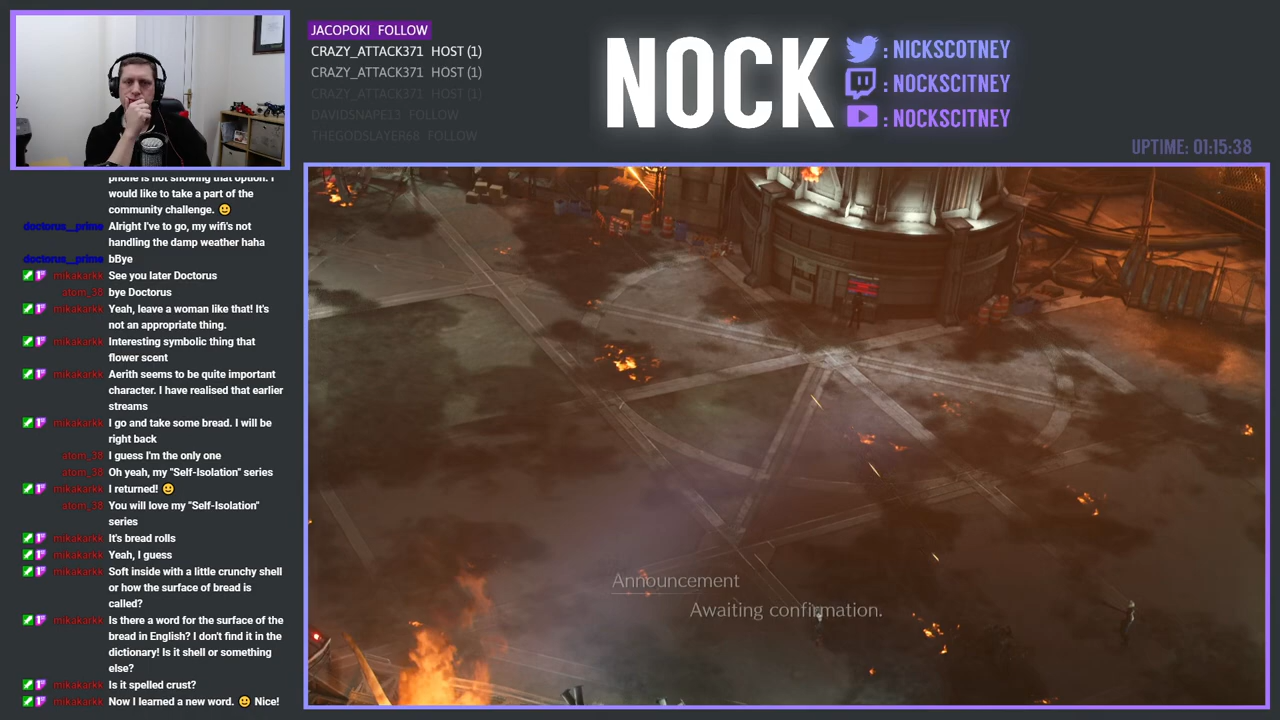 JACOPOKI FOLLOW
CRAZY_ATTACK371 HOST (1)
CRAZY_ATTACK371 HOST (1)
CRAZY_ATTACK371 HOST (1)
DAVIDSNAPE13 FOLLOW
THEGODSLAYER68 FOLLOW
NOCK
: NICKSCOTNEY
: NOCKSCITNEY
: NOCKSCITNEY
UPTIME: 01:15:38
phone is not showing that option. I
would like to take a part of the
community challenge.
doctorus__prime Alright I've to go, my wifi's not
handling the damp weather haha
doctorus__prime bBye
mikakarkk See you later Doctorus
atom_38 bye Doctorus
mikakarkk Yeah, leave a woman like that! It's
not an appropriate thing.
mikakarkk Interesting symbolic thing that
flower scent
mikakarkk Aerith seems to be quite important
character. I have realised that earlier
streams
mikakarkk I go and take some bread. I will be
right back
atom_38 I guess I'm the only one
atom_38 Oh yeah, my "Self-Isolation" series
mikakarkk I returned!
atom_38 You will love my "Self-Isolation"
series
mikakarkk It's bread rolls
mikakarkk Yeah, I guess
mikakarkk Soft inside with a little crunchy shell
or how the surface of bread is
called?
mikakarkk Is there a word for the surface of the
bread in English? I don't find it in the
dictionary! Is it shell or something
else?
mikakarkk Is it spelled crust?
mikakarkk Now I learned a new word. Nice!
Announcement
Awaiting confirmation.